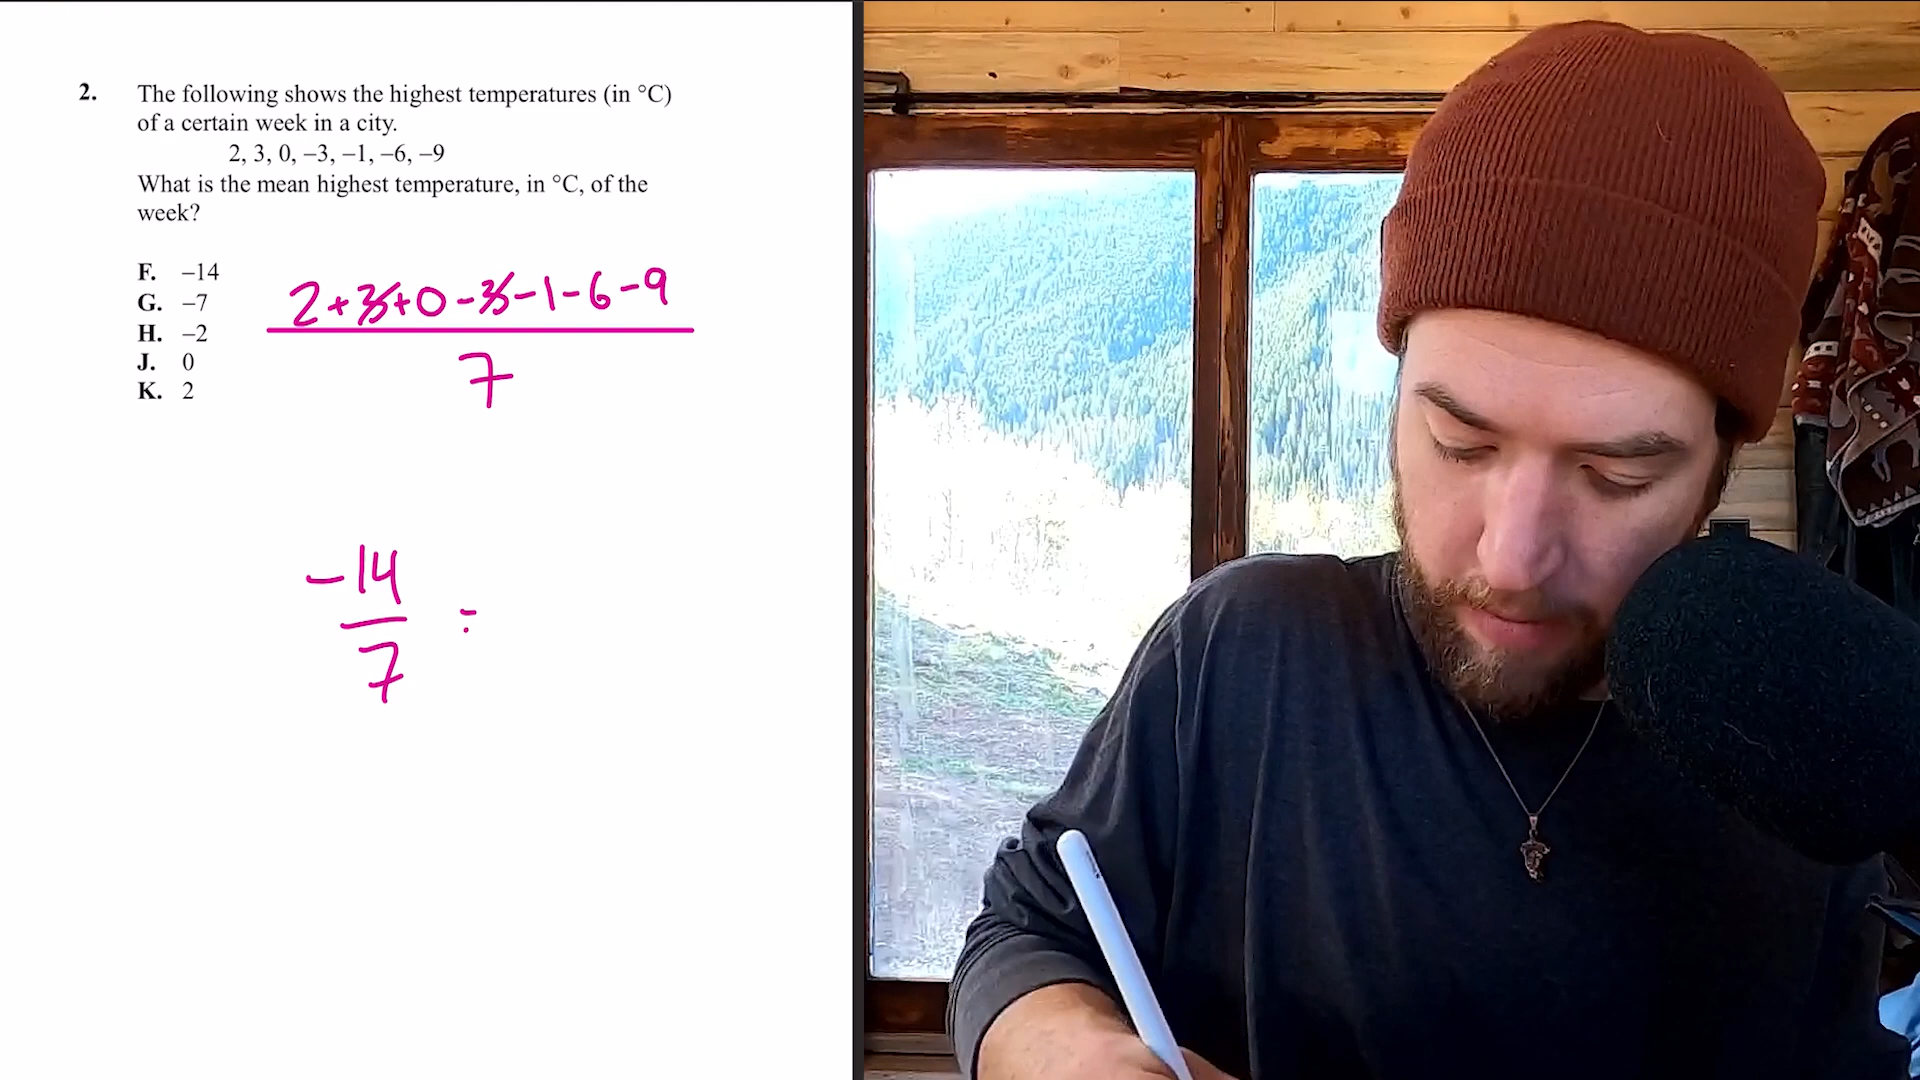 2. The following shows the highest temperatures (in °C)
of a certain week in a city.
2, 3, 0, –3, –1, –6, –9
What is the mean highest temperature, in °C, of the
week?
F. –14
G. –7
H. –2
J. 0
K. 2
2+3+0-3-1-6-9
7
-14
7